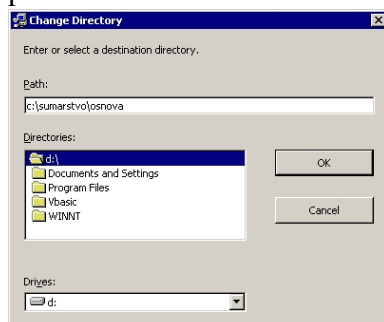 Change Directory
Enter or select a destination directory.
Path:
c:\sumarstvo\osnova
Directories:
d:\
Documents and Settings
Program Files
Vbasic
WINNT
OK
Cancel
Drives:
d: